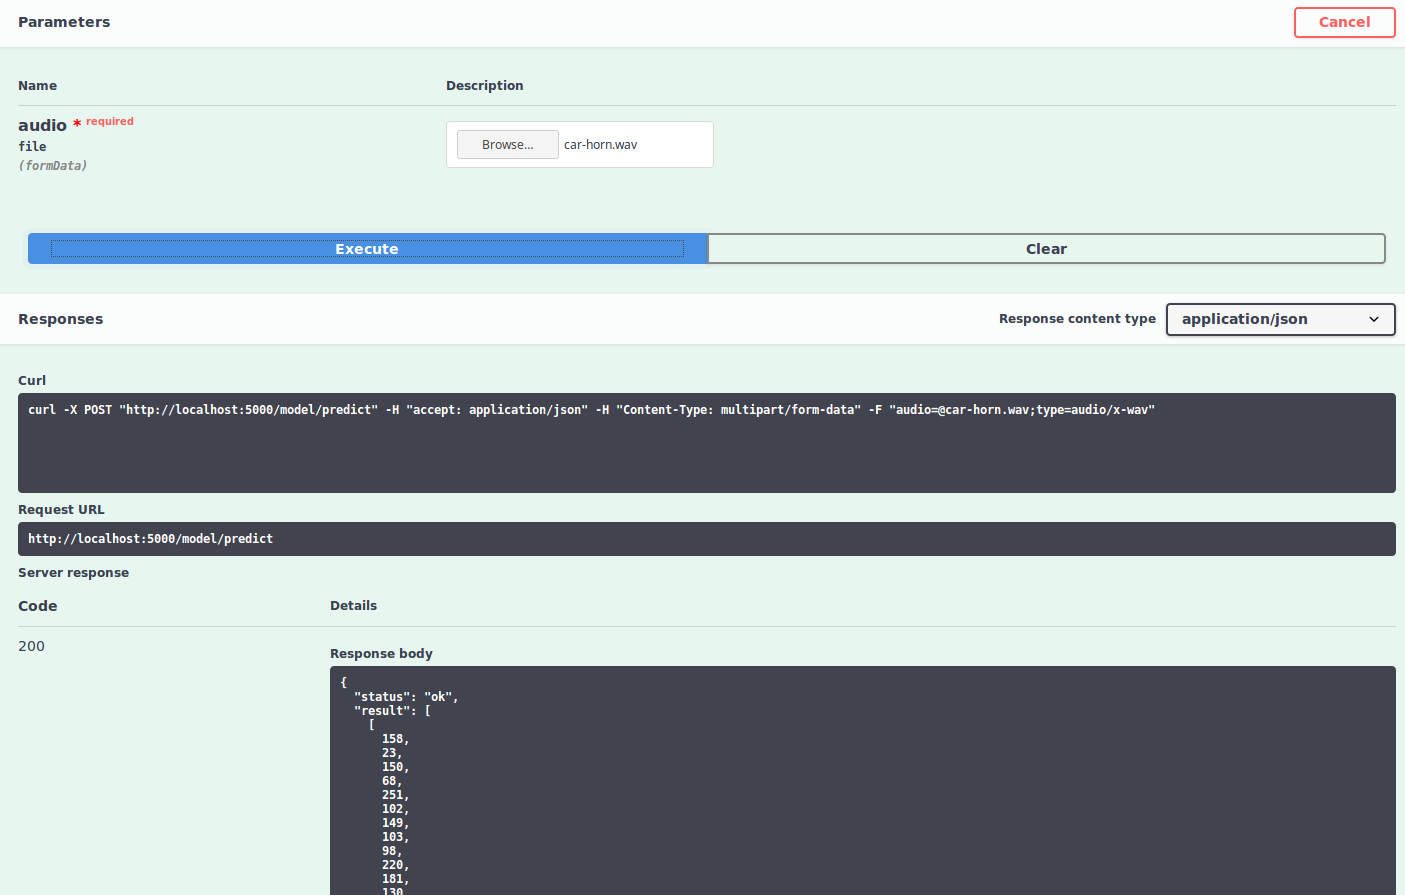 Parameters
Cancel
Name Description
audio * required
file
(formData)
Browse... car-horn.wav
Execute Clear
Responses
Response content type application/json
Curl
curl -X POST "http://localhost:5000/model/predict" -H "accept: application/json" -H "Content-Type: multipart/form-data" -F "audio=@car-horn.wav;type=audio/x-wav"
Request URL
http://localhost:5000/model/predict
Server response
Code Details
200
Response body
{
  "status": "ok",
  "result": [
    [
      158,
      23,
      150,
      68,
      251,
      102,
      149,
      103,
      98,
      220,
      181,
      130